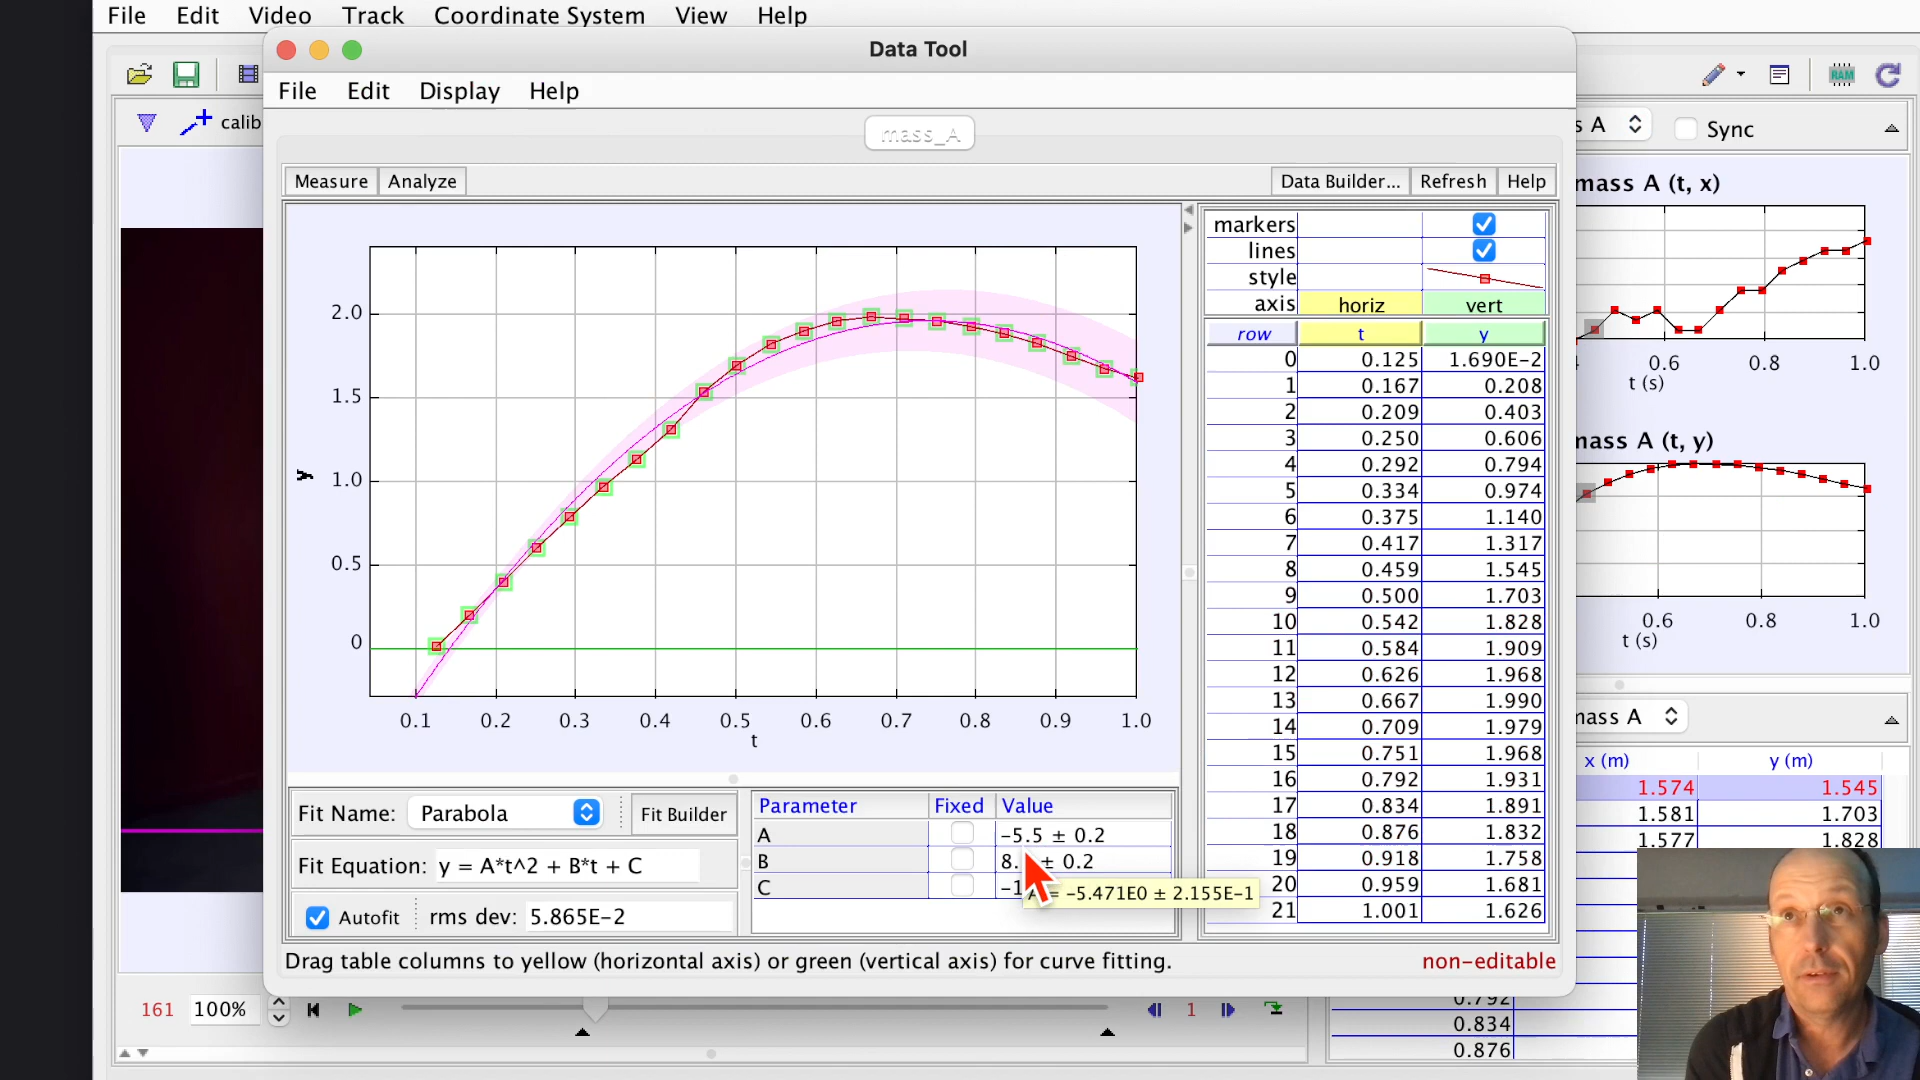 File Edit Video Track Coordinate System View Help
Data Tool
File Edit Display Help
calib
mass_A
s A Sync
Measure Analyze Data Builder... Refresh Help
mass A (t, x)
markers
lines
style
axis horiz vert
row t y
0 0.125 1.690E-2
1 0.167 0.208
2 0.209 0.403
3 0.250 0.606
4 0.292 0.794
5 0.334 0.974
6 0.375 1.140
7 0.417 1.317
8 0.459 1.545
9 0.500 1.703
10 0.542 1.828
11 0.584 1.909
12 0.626 1.968
13 0.667 1.990
14 0.709 1.979
15 0.751 1.968
16 0.792 1.931
17 0.834 1.891
18 0.876 1.832
19 0.918 1.758
20 0.959 1.681
21 1.001 1.626
2.0
1.5
1.0
0.5
0
y
0.1 0.2 0.3 0.4 0.5 0.6 0.7 0.8 0.9 1.0
t
0.6 0.8 1.0
t (s)
mass A (t, y)
0.6 0.8 1.0
t (s)
mass A
x (m) y (m)
1.574 1.545
1.581 1.703
1.577 1.828
Fit Name: Parabola Fit Builder
Fit Equation: y = A*t^2 + B*t + C
Autofit rms dev: 5.865E-2
Parameter Fixed Value
A -5.5 ± 0.2
B 8. ± 0.2
C -1
A = -5.471E0 ± 2.155E-1
Drag table columns to yellow (horizontal axis) or green (vertical axis) for curve fitting.
non-editable
161 100% 1
0.792
0.834
0.876
RAM